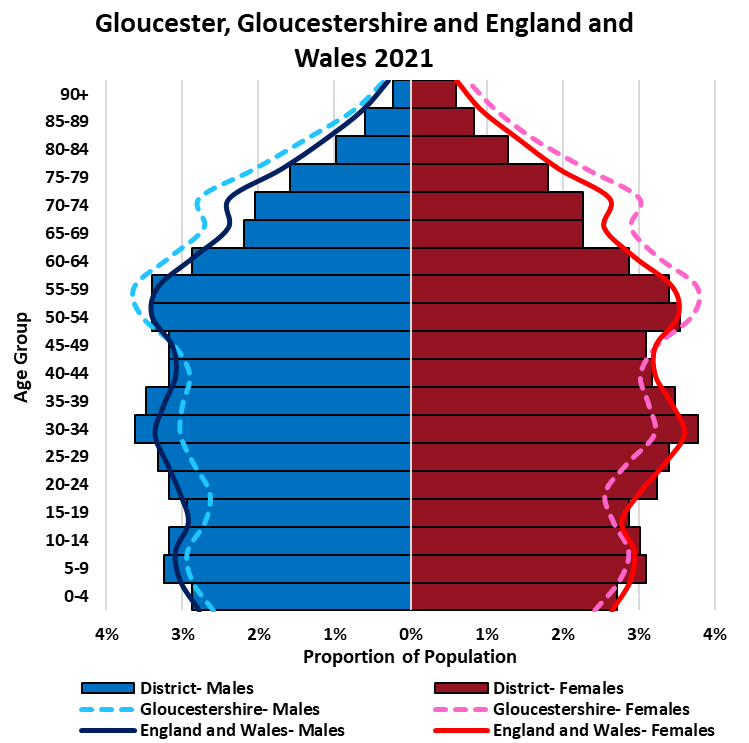 Gloucester, Gloucestershire and England and
Wales 2021
90+
85-89
80-84
75-79
70-74
65-69
60-64
55-59
50-54
45-49
40-44
35-39
30-34
25-29
20-24
15-19
10-14
5-9
0-4
Age Group
4% 3% 2% 1% 0% 1% 2% 3% 4%
Proportion of Population
District- Males District- Females
Gloucestershire- Males Gloucestershire- Females
England and Wales- Males England and Wales- Females